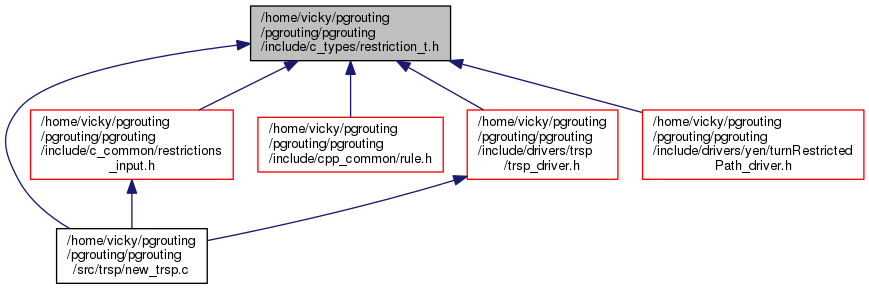 /home/vicky/pgrouting
/pgrouting/pgrouting
/include/c_types/restriction_t.h
/home/vicky/pgrouting
/pgrouting/pgrouting
/include/c_common/restrictions
_input.h
/home/vicky/pgrouting
/pgrouting/pgrouting
/include/cpp_common/rule.h
/home/vicky/pgrouting
/pgrouting/pgrouting
/include/drivers/trsp
/trsp_driver.h
/home/vicky/pgrouting
/pgrouting/pgrouting
/include/drivers/yen/turnRestricted
Path_driver.h
/home/vicky/pgrouting
/pgrouting/pgrouting
/src/trsp/new_trsp.c